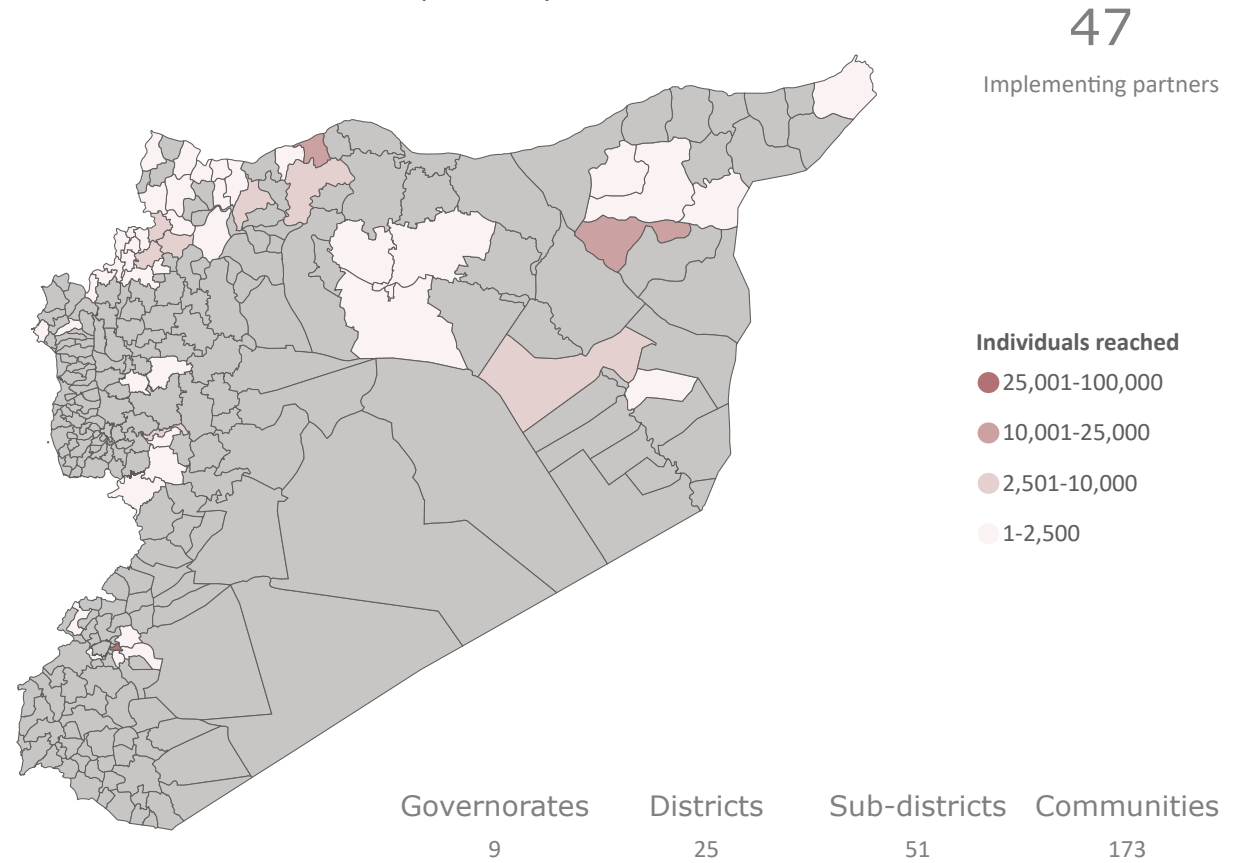 47
Implementing partners
Individuals reached
25,001-100,000
10,001-25,000
2,501-10,000
1-2,500
Governorates Districts Sub-districts Communities
9 25 51 173